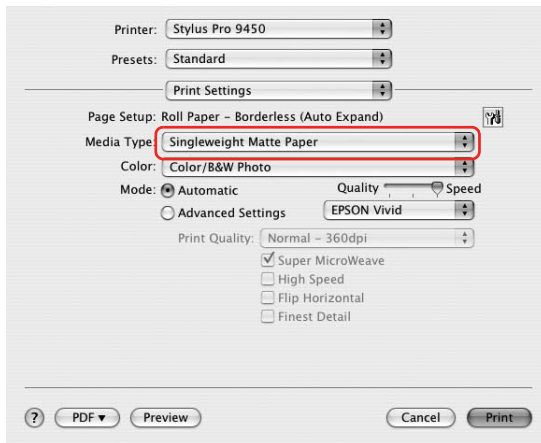 Printer: Stylus Pro 9450
Presets: Standard
Print Settings
Page Setup: Roll Paper – Borderless (Auto Expand)
Media Type: Singleweight Matte Paper
Color: Color/B&W Photo
Mode: Automatic Quality Speed
Advanced Settings EPSON Vivid
Print Quality: Normal – 360dpi
Super MicroWeave
High Speed
Flip Horizontal
Finest Detail
? PDF ▼ Preview Cancel Print